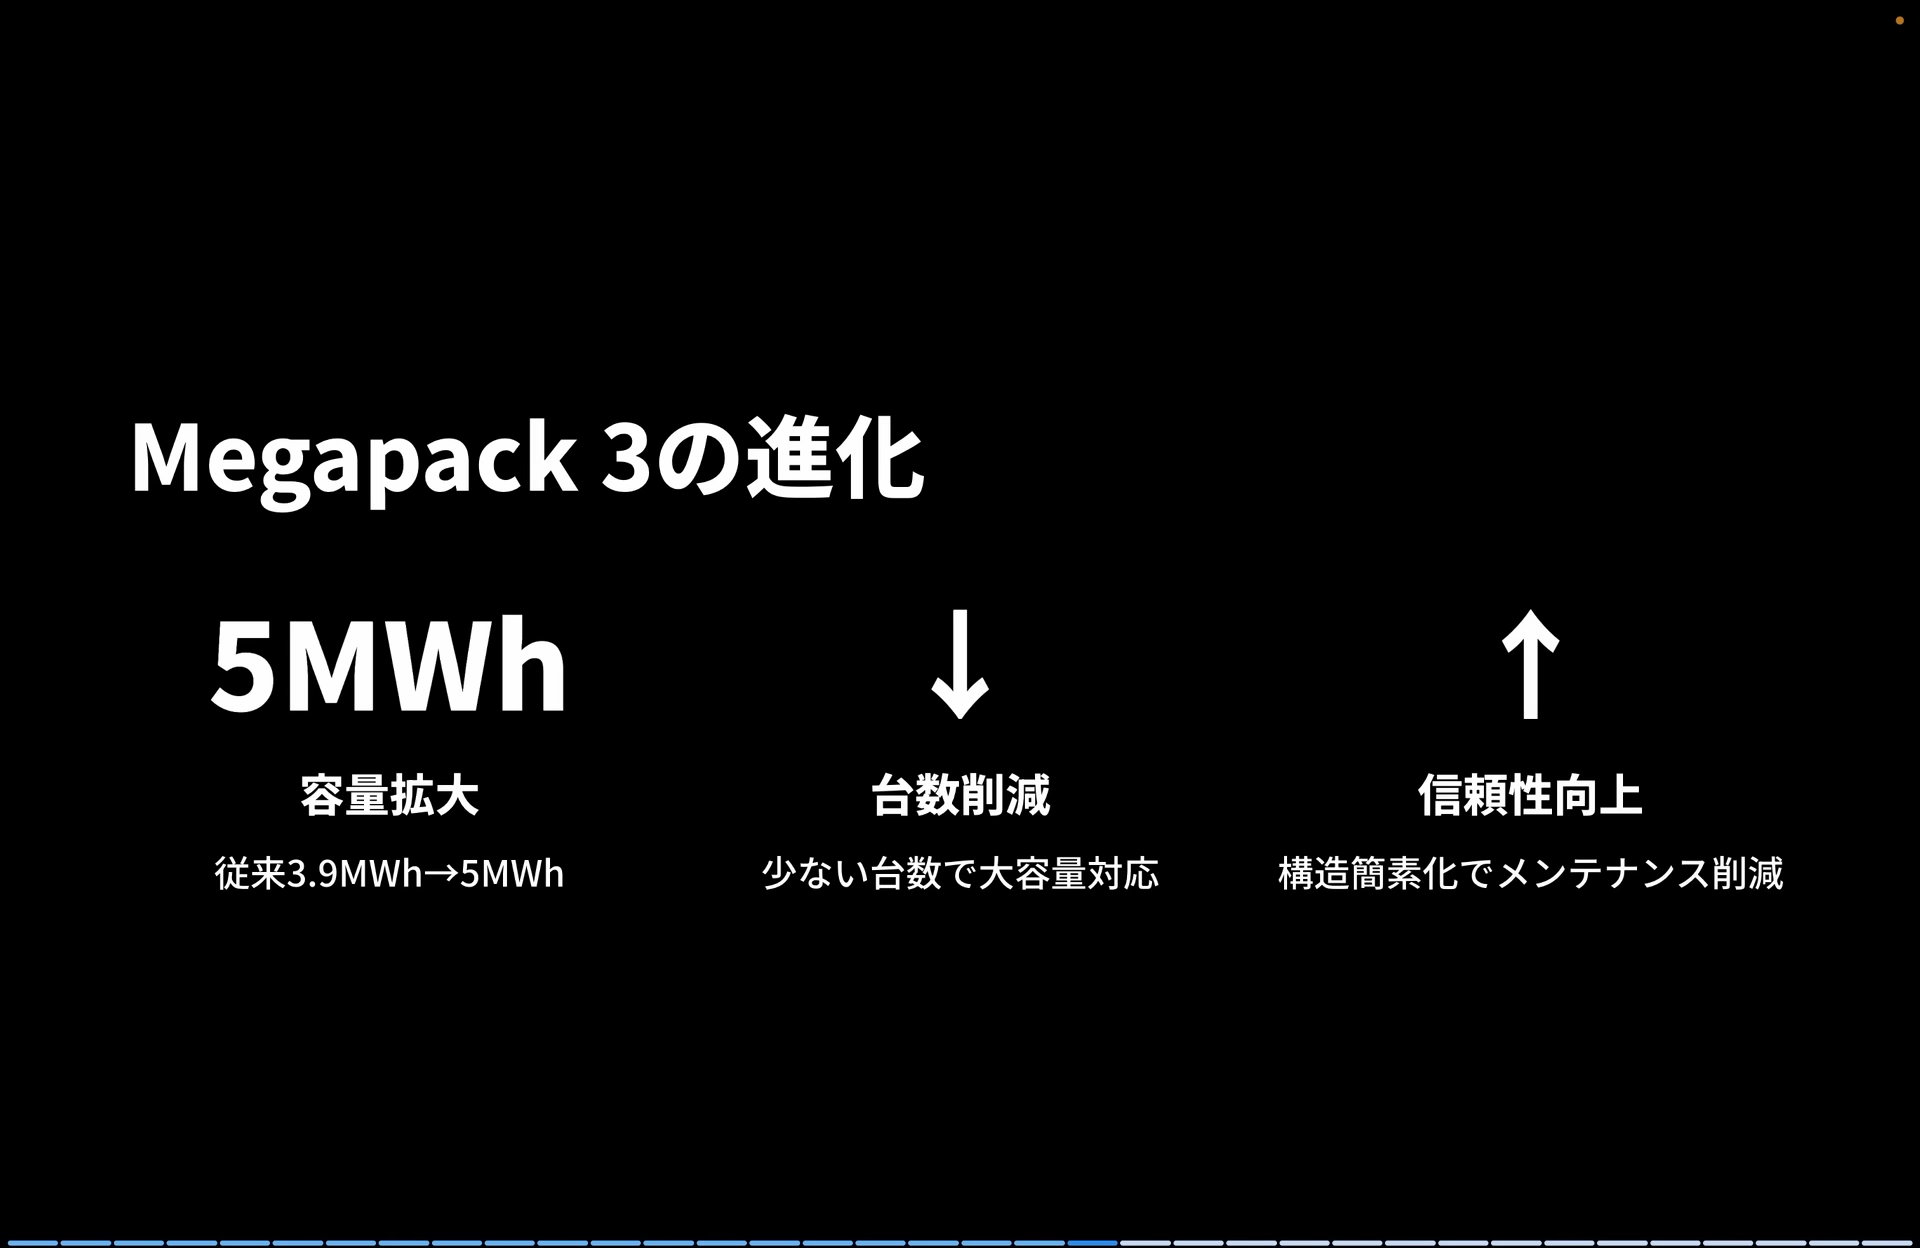 Megapack 3の進化
5MWh
↓
↑
容量拡大
台数削減
信頼性向上
従来3.9MWh→5MWh
少ない台数で大容量対応
構造簡素化でメンテナンス削減